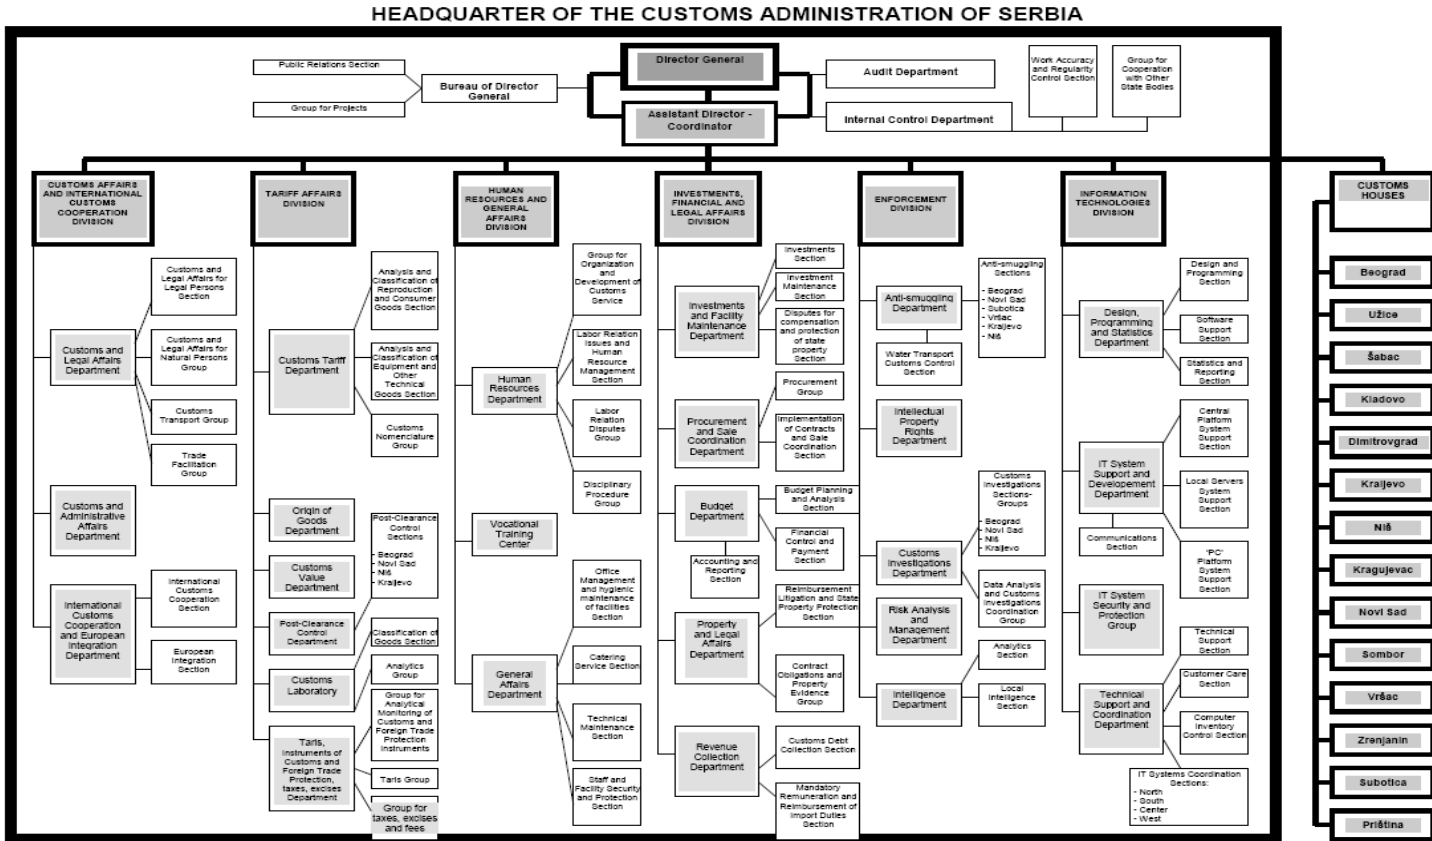 HEADQUARTER OF THE CUSTOMS ADMINISTRATION OF SERBIA
Director General
Assistant Director -
Coordinator
Public Relations Section
Group for Projects
Bureau of Director
General
Audit Department
Internal Control Department
Work Accuracy
and Regularity
Control Section
Group for
Cooperation
with Other
State Bodies
CUSTOMS AFFAIRS
AND INTERNATIONAL
CUSTOMS
COOPERATION
DIVISION
Customs and
Legal Affairs
Department
Customs and
Legal Affairs for
Legal Persons
Section
Customs and
Legal Affairs for
Natural Persons
Group
Customs
Transport Group
Trade
Facilitation
Group
Customs and
Administrative
Affairs
Department
International
Customs
Cooperation
and European
Integration
Department
International
Customs
Cooperation
Section
European
Integration
Section
TARIFF AFFAIRS
DIVISION
Customs Tariff
Department
Analysis and
Classification of
Reproduction
and Consumer
Goods Section
Analysis and
Classification of
Equipment and
Other
Technical
Goods Section
Customs
Nomenclature
Group
Origin of
Goods
Department
Customs
Value
Department
Post-Clearance
Control
Department
Post-Clearance
Control
Sections
- Beograd
- Novi Sad
- Niš
- Kraljevo
Customs
Laboratory
Classification of
Goods Section
Analytics
Group
Taris,
Instruments of
Customs and
Foreign Trade
Protection,
taxes, excises
Department
Group for
Analytical
Monitoring of
Customs and
Foreign Trade
Protection
Instruments
Taris Group
Group for
taxes, excises
and fees
HUMAN
RESOURCES AND
GENERAL
AFFAIRS
DIVISION
Human
Resources
Department
Group for
Organization
and
Development of
Customs
Service
Labor Relation
Issues and
Human
Resource
Management
Section
Labor
Relation
Disputes
Group
Disciplinary
Procedure
Group
Vocational
Training
Center
General
Affairs
Department
Office
Management
and hygienic
maintenance
of facilities
Section
Catering
Service Section
Technical
Maintenance
Section
Staff and
Facility Security
and Protection
Section
INVESTMENTS,
FINANCIAL AND
LEGAL AFFAIRS
DIVISION
Investments
and Facility
Maintenance
Department
Investments
Section
Investment
Maintenance
Section
Disputes for
compensation
and protection
of state
property Section
Procurement
and Sale
Coordination
Department
Procurement
Group
Implementation
of Contracts
and Sale
Coordination
Section
Budget
Department
Budget Planning
and Analysis
Section
Financial
Control and
Payment
Section
Accounting and
Reporting
Section
Property
and Legal
Affairs
Department
Reimbursement
Litigation and State
Property Protection
Section
Contract
Obligations and
Property
Evidence
Group
Revenue
Collection
Department
Customs Debt
Collection Section
Mandatory
Remuneration and
Reimbursement of
Import Duties
Section
ENFORCEMENT
DIVISION
Anti-smuggling
Department
Anti-smuggling
Sections
- Beograd
- Novi Sad
- Subotica
- Vršac
- Kraljevo
- Niš
Water Transport
Customs Control
Section
Intellectual
Property
Rights
Department
Customs
Investigations
Department
Customs
Investigations
Sections-
Groups
- Beograd
- Novi Sad
- Niš
- Kraljevo
Data Analysis
and Customs
Investigations
Coordination
Group
Risk Analysis
and
Management
Department
Intelligence
Department
Analytics
Section
Local
Intelligence
Section
INFORMATION
TECHNOLOGIES
DIVISION
Design,
Programming
and Statistics
Department
Design and
Programming
Section
Software
Support
Section
Statistics and
Reporting
Section
IT System
Support and
Developement
Department
Central
Platform
System
Support
Section
Local Servers
System
Support
Section
Communications
Section
'PC'
Platform
System
Support
Section
IT System
Security and
Protection
Group
Technical
Support and
Coordination
Department
Technical
Support
Section
Customer Care
Section
Computer
Inventory
Control Section
IT Systems Coordination
Sections:
- North
- South
- Center
- West
CUSTOMS
HOUSES
Beograd
Užice
Šabac
Kladovo
Dimitrovgrad
Kraljevo
Niš
Kragujevac
Novi Sad
Sombor
Vršac
Zrenjanin
Subotica
Priština